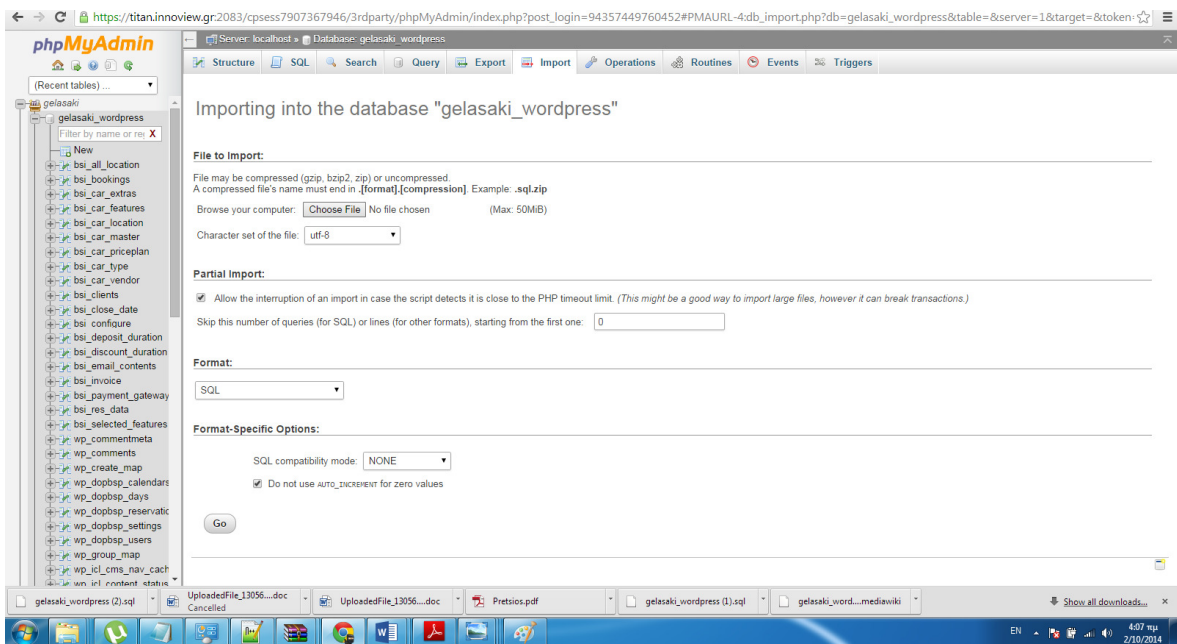 https://titan.innoview.gr:2083/cpsess7907367946/3rdparty/phpMyAdmin/index.php?post_login=94357449760452#PMAURL-4:db_import.php?db=gelasaki_wordpress&table=&server=1&target=&token=
phpMyAdmin
(Recent tables) ...
gelasaki
gelasaki_wordpress
Filter by name or reg X
New
bsi_all_location
bsi_bookings
bsi_car_extras
bsi_car_features
bsi_car_location
bsi_car_master
bsi_car_priceplan
bsi_car_type
bsi_car_vendor
bsi_clients
bsi_close_date
bsi_configure
bsi_deposit_duration
bsi_discount_duration
bsi_email_contents
bsi_invoice
bsi_payment_gateway
bsi_res_data
bsi_selected_features
wp_commentmeta
wp_comments
wp_create_map
wp_dopbsp_calendars
wp_dopbsp_days
wp_dopbsp_reservatic
wp_dopbsp_settings
wp_dopbsp_users
wp_group_map
wp_icl_cms_nav_cach
wp_icl_content_status
Server: localhost » Database: gelasaki_wordpress
Structure SQL Search Query Export Import Operations Routines Events Triggers
Importing into the database "gelasaki_wordpress"
File to Import:
File may be compressed (gzip, bzip2, zip) or uncompressed.
A compressed file's name must end in .[format].[compression]. Example: .sql.zip
Browse your computer: Choose File No file chosen (Max: 50MiB)
Character set of the file: utf-8
Partial Import:
Allow the interruption of an import in case the script detects it is close to the PHP timeout limit. (This might be a good way to import large files, however it can break transactions.)
Skip this number of queries (for SQL) or lines (for other formats), starting from the first one: 0
Format:
SQL
Format-Specific Options:
SQL compatibility mode: NONE
Do not use AUTO_INCREMENT for zero values
Go
gelasaki_wordpress (2).sql
UploadedFile_13056....doc
Cancelled
UploadedFile_13056....doc
Pretsios.pdf
gelasaki_wordpress (1).sql
gelasaki_word....mediawiki
Show all downloads...
EN
4:07 πμ
2/10/2014